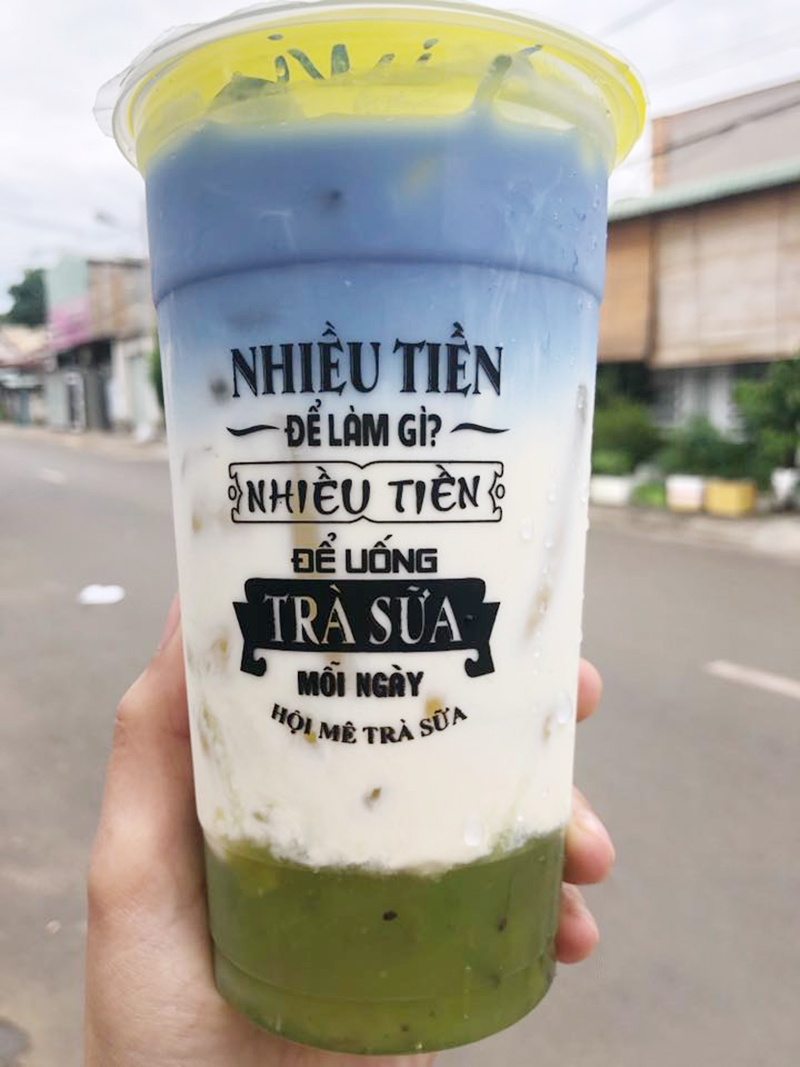 NHIỀU TIỀN
ĐỂ LÀM GÌ?
NHIỀU TIỀN
ĐỂ UỐNG
TRÀ SỮA
MỖI NGÀY
HỘI MÊ TRÀ SỮA